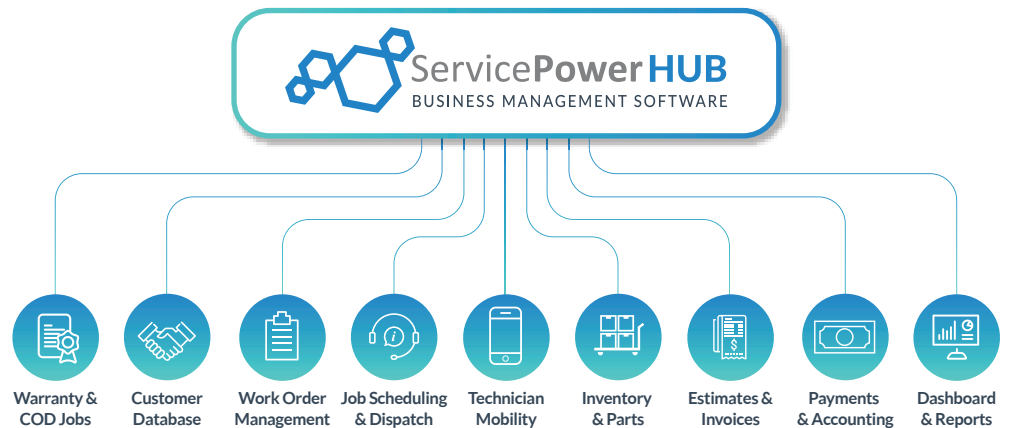 ServicePower HUB
BUSINESS MANAGEMENT SOFTWARE
i
$
Warranty &
COD Jobs
Customer
Database
Work Order
Management
Job Scheduling
& Dispatch
Technician
Mobility
Inventory
& Parts
Estimates &
Invoices
Payments
& Accounting
Dashboard
& Reports